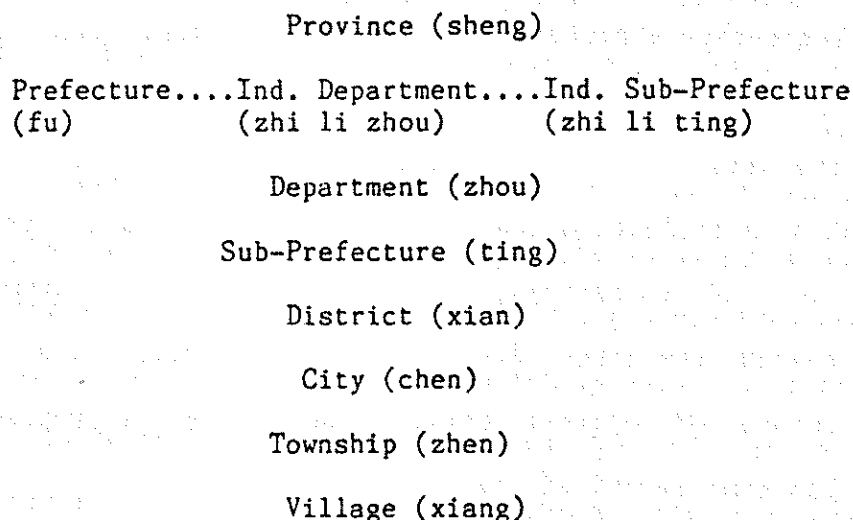 Province (sheng)
Prefecture....Ind. Department....Ind. Sub-Prefecture
(fu) (zhi li zhou) (zhi li ting)
Department (zhou)
Sub-Prefecture (ting)
District (xian)
City (chen)
Township (zhen)
Village (xiang)